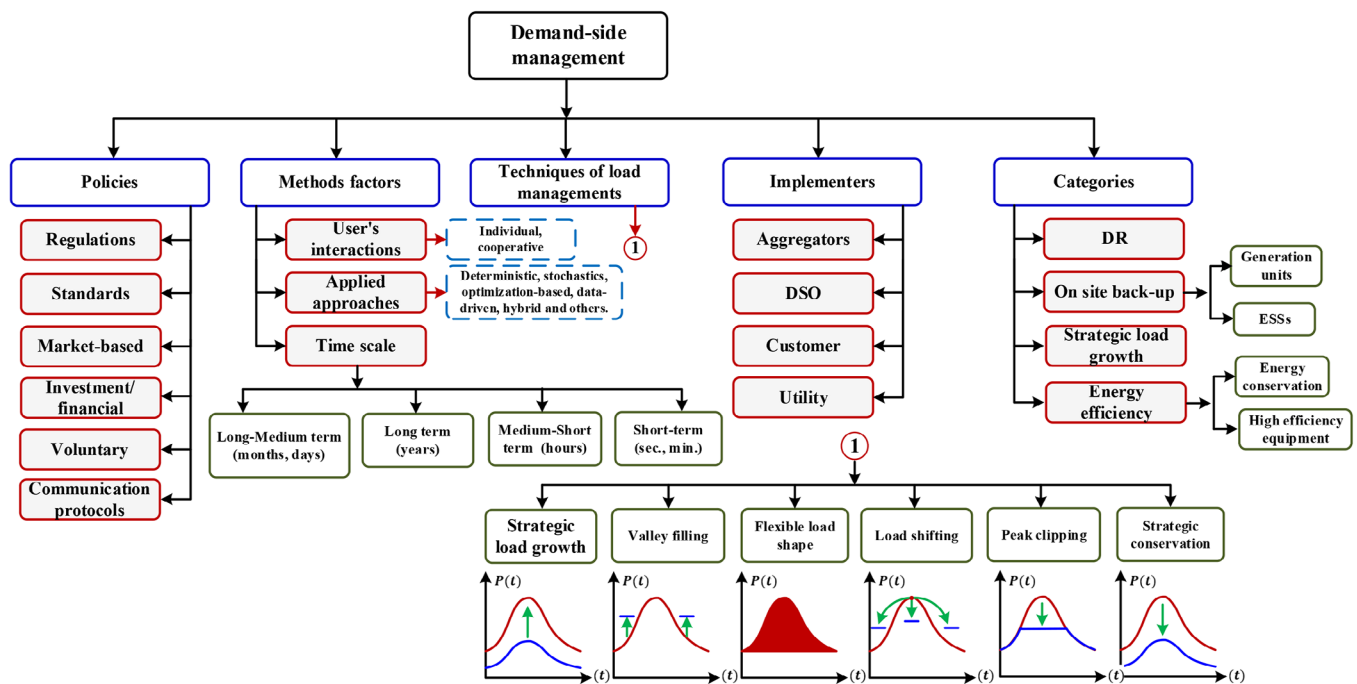 Demand-side
management
Policies
Methods factors
Techniques of load
managements
Implementers
Categories
Regulations
Standards
Market-based
Investment/
financial
Voluntary
Communication
protocols
User's
interactions
Individual,
cooperative
Applied
approaches
Deterministic, stochastics,
optimization-based, data-
driven, hybrid and others.
Time scale
Long-Medium term
(months, days)
Long term
(years)
Medium-Short
term (hours)
Short-term
(sec., min.)
1
Aggregators
DSO
Customer
Utility
DR
On site back-up
Generation
units
ESSs
Strategic load
growth
Energy
efficiency
Energy
conservation
High efficiency
equipment
1
Strategic
load growth
Valley filling
Flexible load
shape
Load shifting
Peak clipping
Strategic
conservation
P(t)
(t)
P(t)
(t)
P(t)
(t)
P(t)
(t)
P(t)
(t)
P(t)
(t)